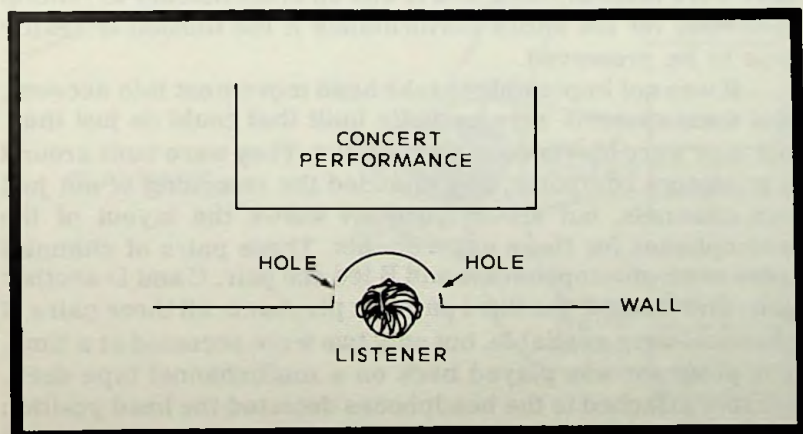 CONCERT
PERFORMANCE
HOLE HOLE
WALL
LISTENER